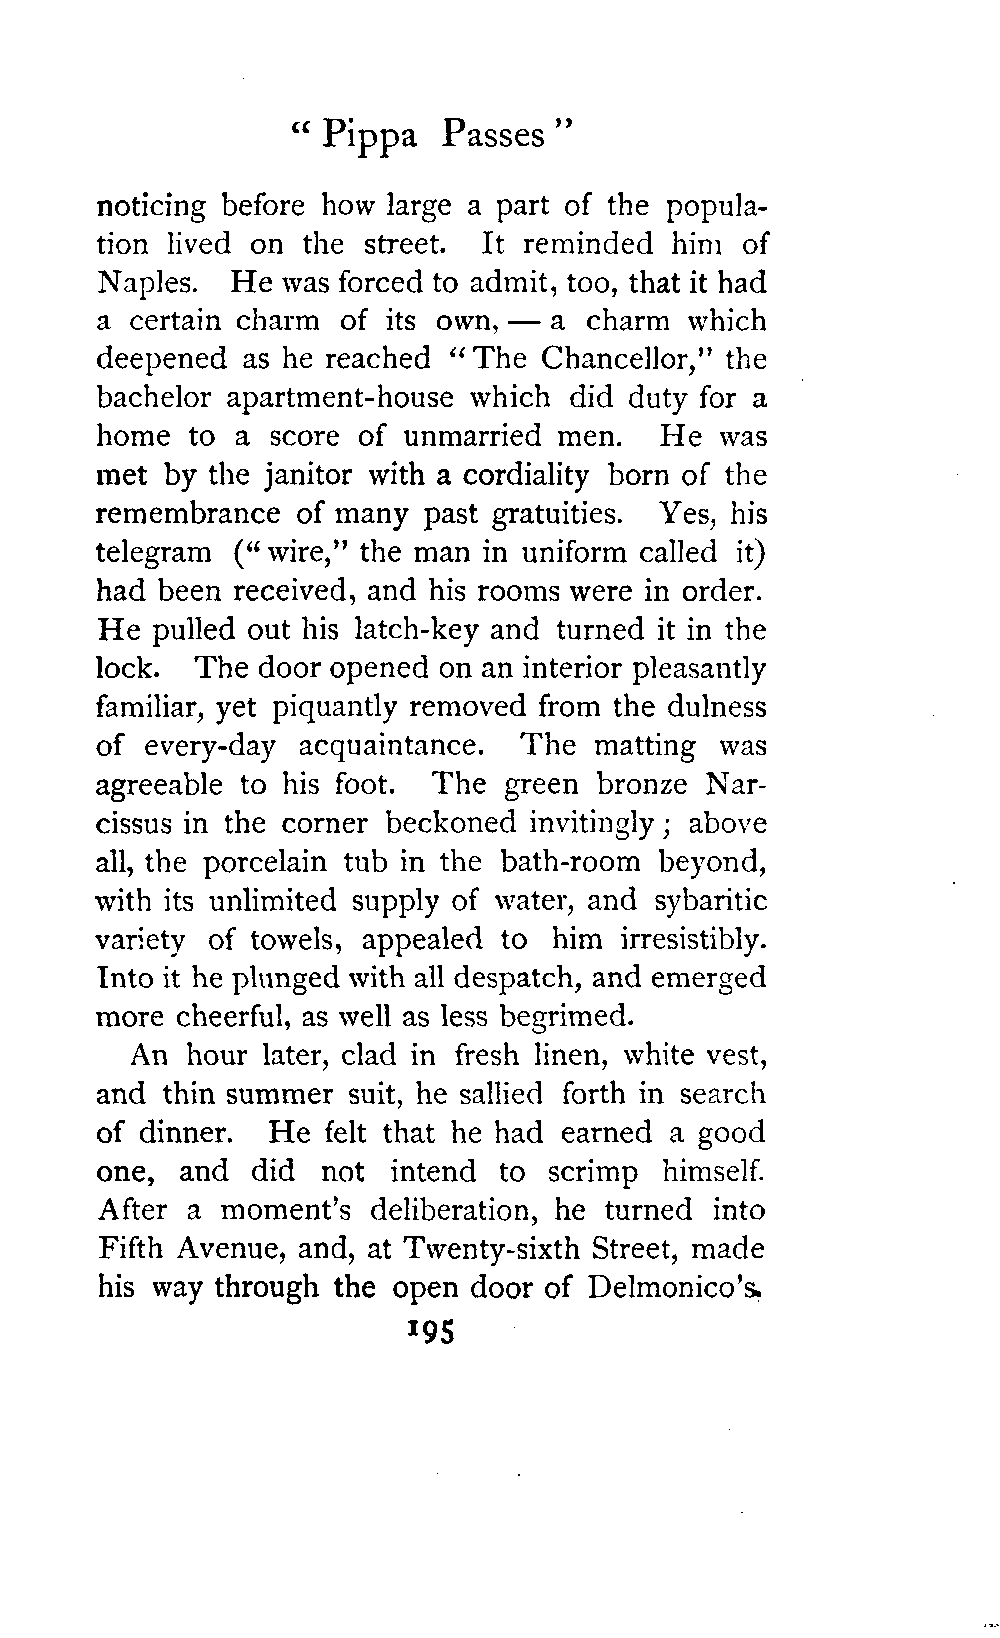 “ Pippa Passes ”
noticing before how large a part of the popula-
tion lived on the street. It reminded him of
Naples. He was forced to admit, too, that it had
a certain charm of its own, — a charm which
deepened as he reached “ The Chancellor,” the
bachelor apartment-house which did duty for a
home to a score of unmarried men. He was
met by the janitor with a cordiality born of the
remembrance of many past gratuities. Yes, his
telegram (“ wire,” the man in uniform called it)
had been received, and his rooms were in order.
He pulled out his latch-key and turned it in the
lock. The door opened on an interior pleasantly
familiar, yet piquantly removed from the dulness
of every-day acquaintance. The matting was
agreeable to his foot. The green bronze Nar-
cissus in the corner beckoned invitingly ; above
all, the porcelain tub in the bath-room beyond,
with its unlimited supply of water, and sybaritic
variety of towels, appealed to him irresistibly.
Into it he plunged with all despatch, and emerged
more cheerful, as well as less begrimed.
An hour later, clad in fresh linen, white vest,
and thin summer suit, he sallied forth in search
of dinner. He felt that he had earned a good
one, and did not intend to scrimp himself.
After a moment's deliberation, he turned into
Fifth Avenue, and, at Twenty-sixth Street, made
his way through the open door of Delmonico's.
195